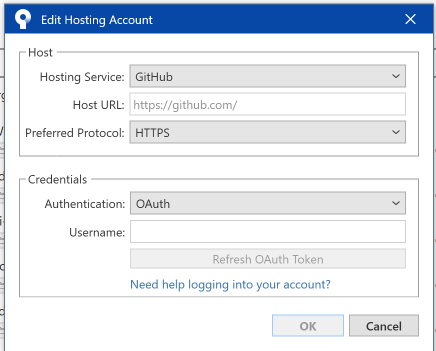 Edit Hosting Account
Host
Hosting Service: GitHub
Host URL: https://github.com/
Preferred Protocol: HTTPS
Credentials
Authentication: OAuth
Username:
Refresh OAuth Token
Need help logging into your account?
OK Cancel